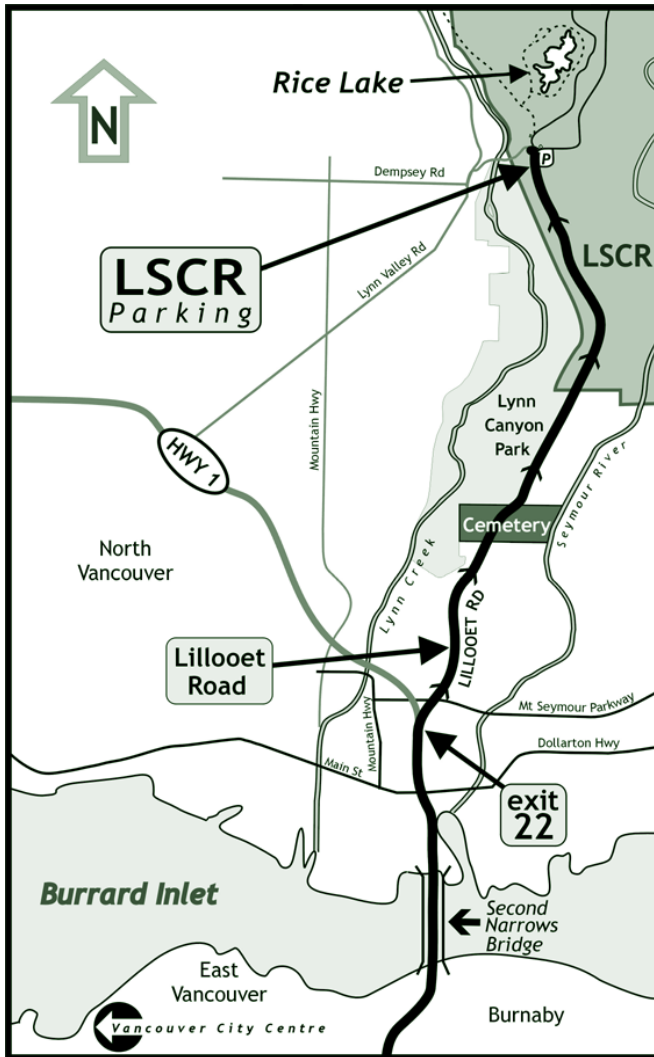 Rice Lake
N
P
Dempsey Rd
LSCR
Parking
LSCR
Lynn Valley Rd
Mountain Hwy
Lynn
Canyon
Park
HWY 1
Seymour River
Cemetery
North
Vancouver
Lynn Creek
LILLOOET RD
Lillooet
Road
Mt Seymour Parkway
Mountain Hwy
Dollarton Hwy
Main St
exit
22
Burrard Inlet
Second
Narrows
Bridge
East
Vancouver
Burnaby
Vancouver City Centre